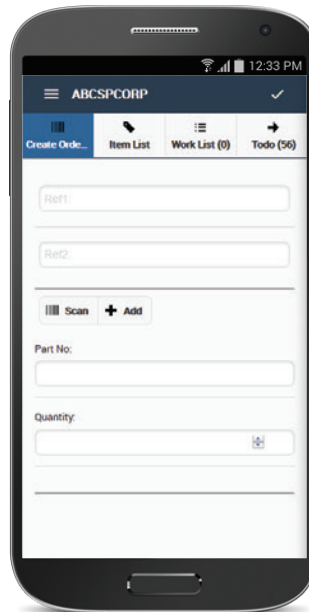 12:33 PM
ABCSPCORP
Create Orde...
Item List
Work List (0)
Todo (56)
Ref1:
Ref2:
Scan
Add
Part No:
Quantity: